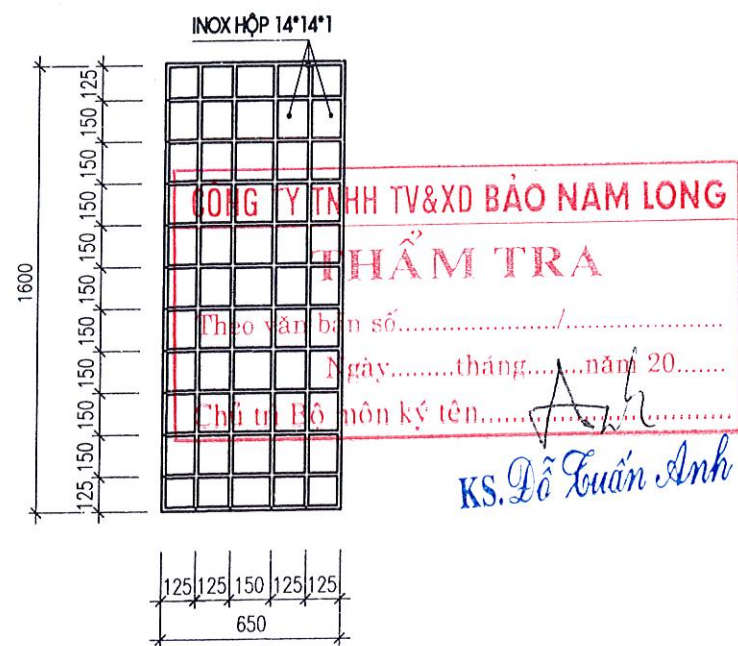 INOX HỘP 14*14*1
125
150
150
150
150
150
150
150
150
150
125
1600
CÔNG TY TNHH TV&XD BẢO NAM LONG
THẨM TRA
Theo văn bản số................../..................
Ngày.........tháng.......năm 20.......
Chủ trì Bộ môn ký tên..............................
KS. Đỗ Tuấn Anh
125 125 150 125 125
650